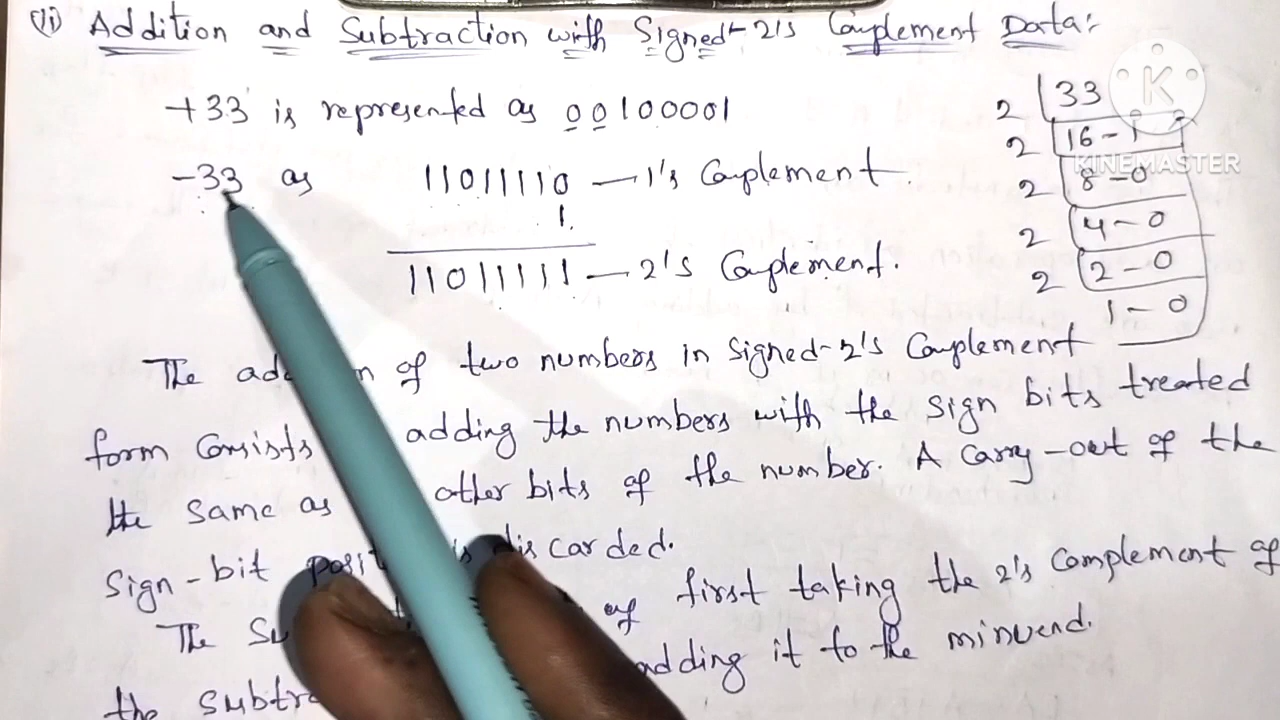 (ii) Addition and Subtraction with Signed-2's Complement Data:
+33 is represented as 00100001
-33 as 11011110 — 1's Complement.
1.
11011111 — 2's Complement.
2 33
2 16-1
2 8-0
2 4-0
2 2-0
1-0
K
KINEMASTER
The of two numbers in signed-2's Complement
form Consists adding the numbers with the sign bits treated
the same as other bits of the number. A carry-out of the
sign-bit is discarded.
The of first taking the 2's complement of
the adding it to the minuend.